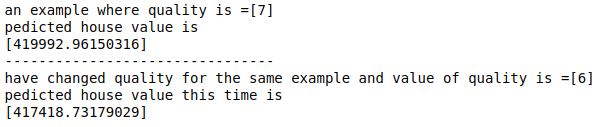 an example where quality is =[7]
pedicted house value is
[419992.96150316]
--------------------------------
have changed quality for the same example and value of quality is =[6]
pedicted house value this time is
[417418.73179029]